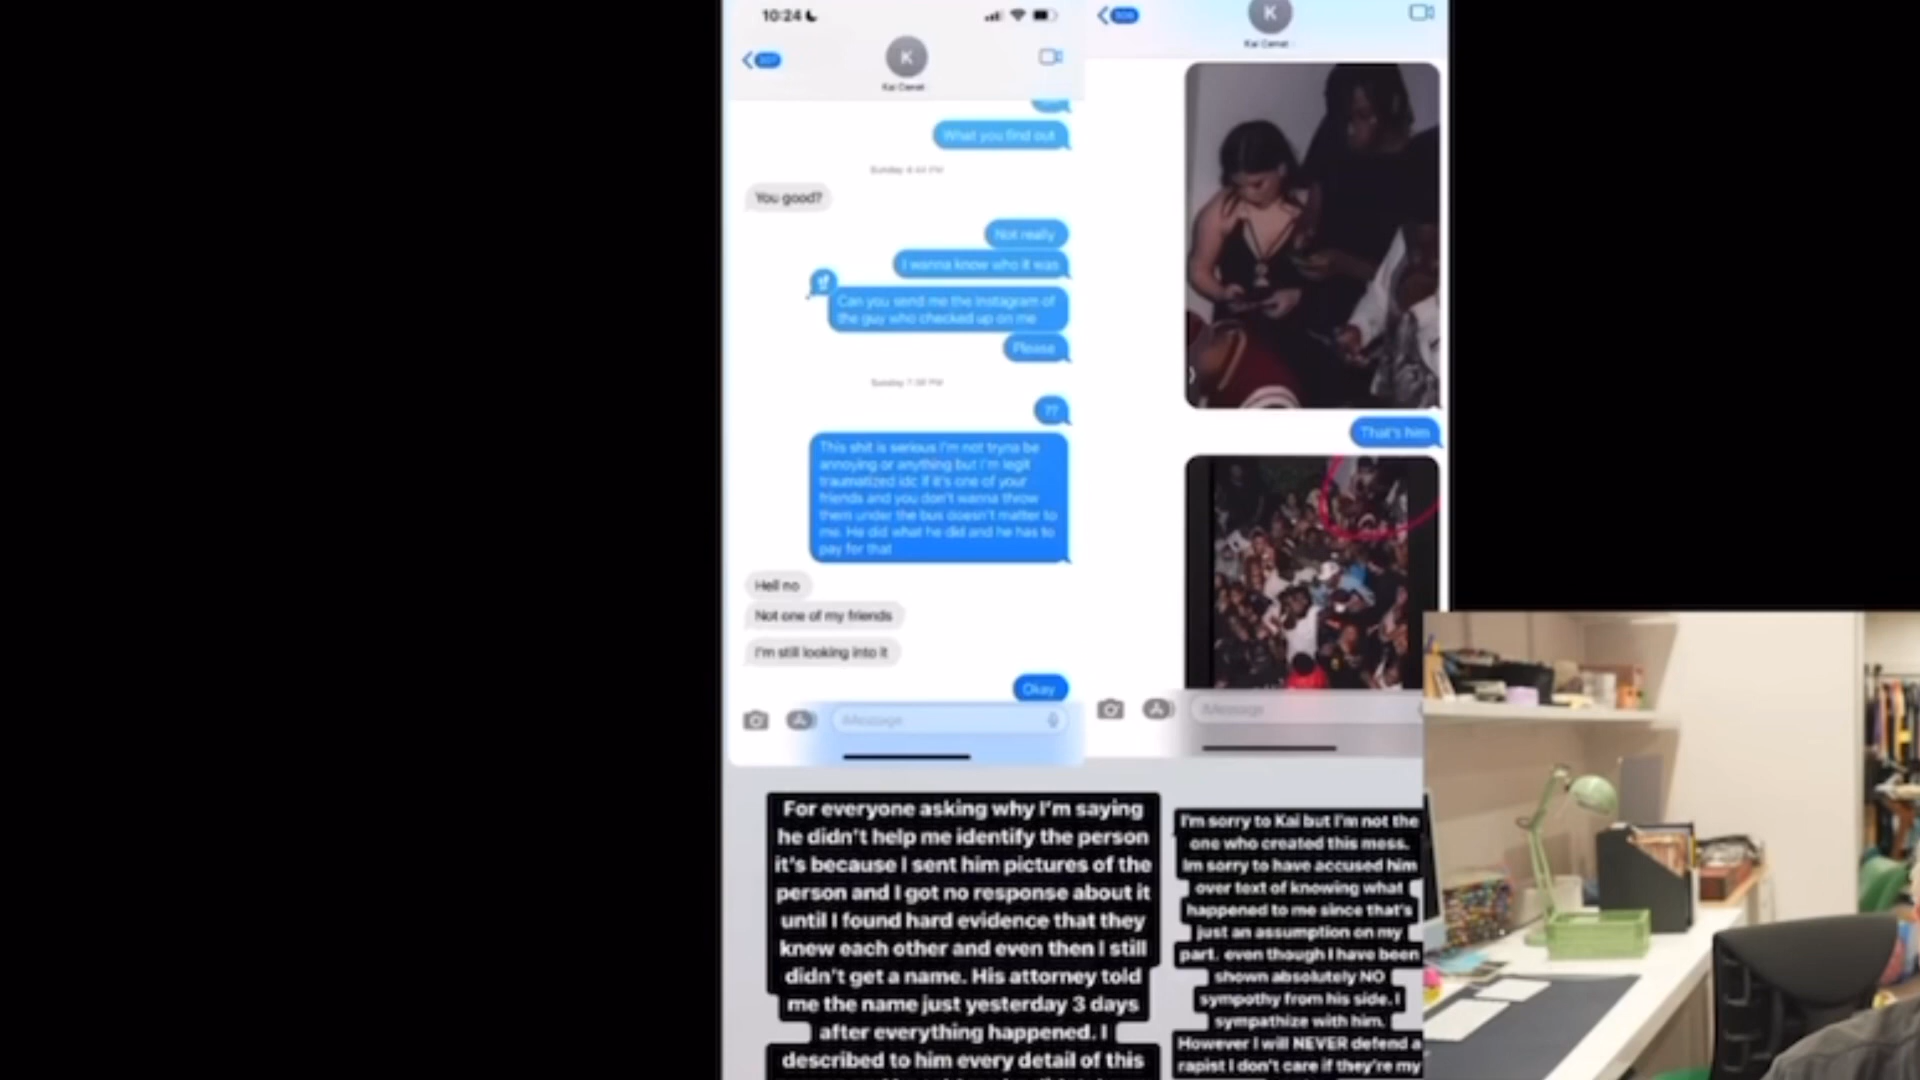 10:24
K
Kai Cenat
What you find out
Sunday 4:44 PM
You good?
Not really
I wanna know who it was
Can you send me the instagram of
the guy who checked up on me
Please
??
This shit is serious I'm not tryna be
annoying or anything but I'm legit
traumatized idc if it's one of your
friends and you don't wanna throw
them under the bus doesn't matter to
me. He did what he did and he has to
pay for that
Hell no
Not one of my friends
I'm still looking into it
Okay
iMessage
K
Kai Cenat
That's him
iMessage
For everyone asking why I'm saying
he didn't help me identify the person
it's because I sent him pictures of the
person and I got no response about it
until I found hard evidence that they
knew each other and even then I still
didn't get a name. His attorney told
me the name just yesterday 3 days
after everything happened. I
described to him every detail of this
I'm sorry to Kai but I'm not the
one who created this mess.
Im sorry to have accused him
over text of knowing what
happened to me since that's
just an assumption on my
part. even though I have been
shown absolutely NO
sympathy from his side. I
sympathize with him.
However I will NEVER defend a
rapist I don't care if they're my